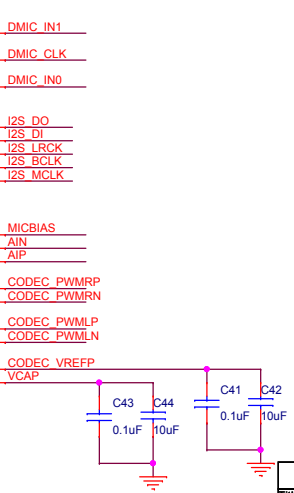 DMIC_IN1
DMIC_CLK
DMIC_IN0
I2S_DO
I2S_DI
I2S_LRCK
I2S_BCLK
I2S_MCLK
MICBIAS
AIN
AIP
CODEC_PWMRP
CODEC_PWMRN
CODEC_PWMLP
CODEC_PWMLN
CODEC_VREFP
VCAP
C41 C42
C43 C44
0.1uF 10uF
0.1uF 10uF